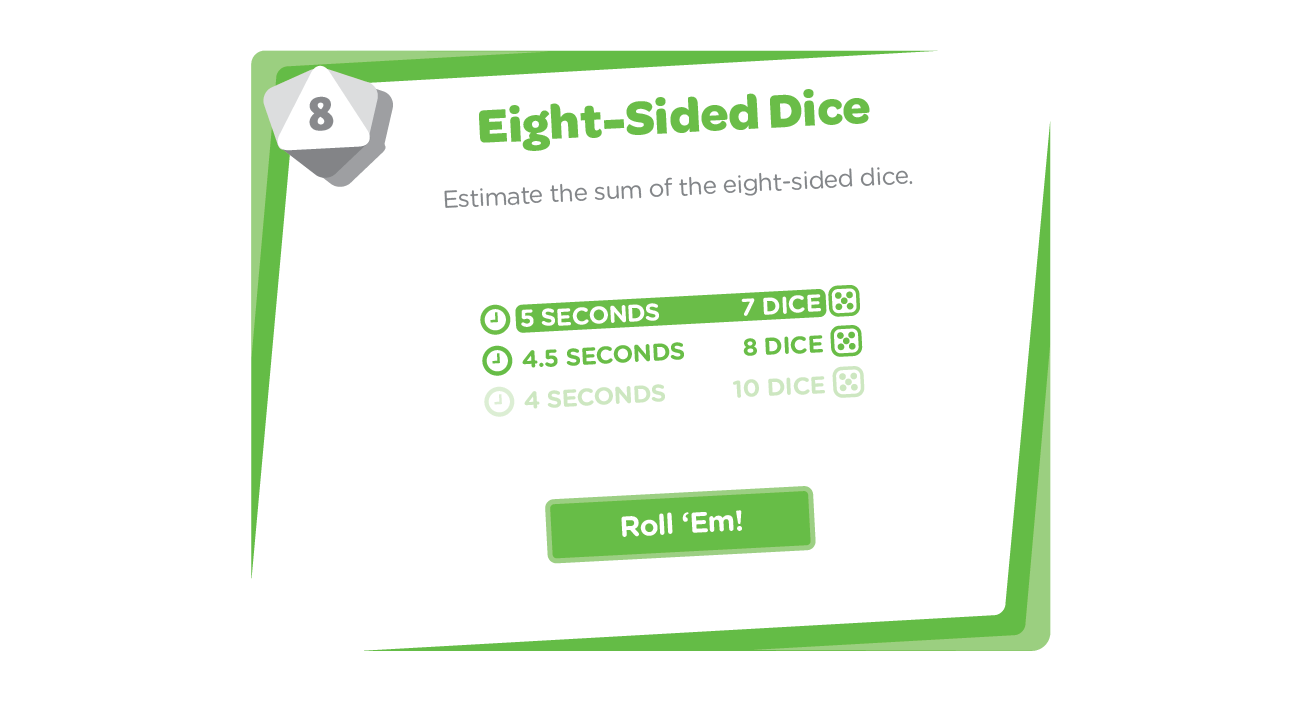 8
Eight-Sided Dice
Estimate the sum of the eight-sided dice.
5 SECONDS 7 DICE
4.5 SECONDS 8 DICE
4 SECONDS 10 DICE
Roll ‘Em!